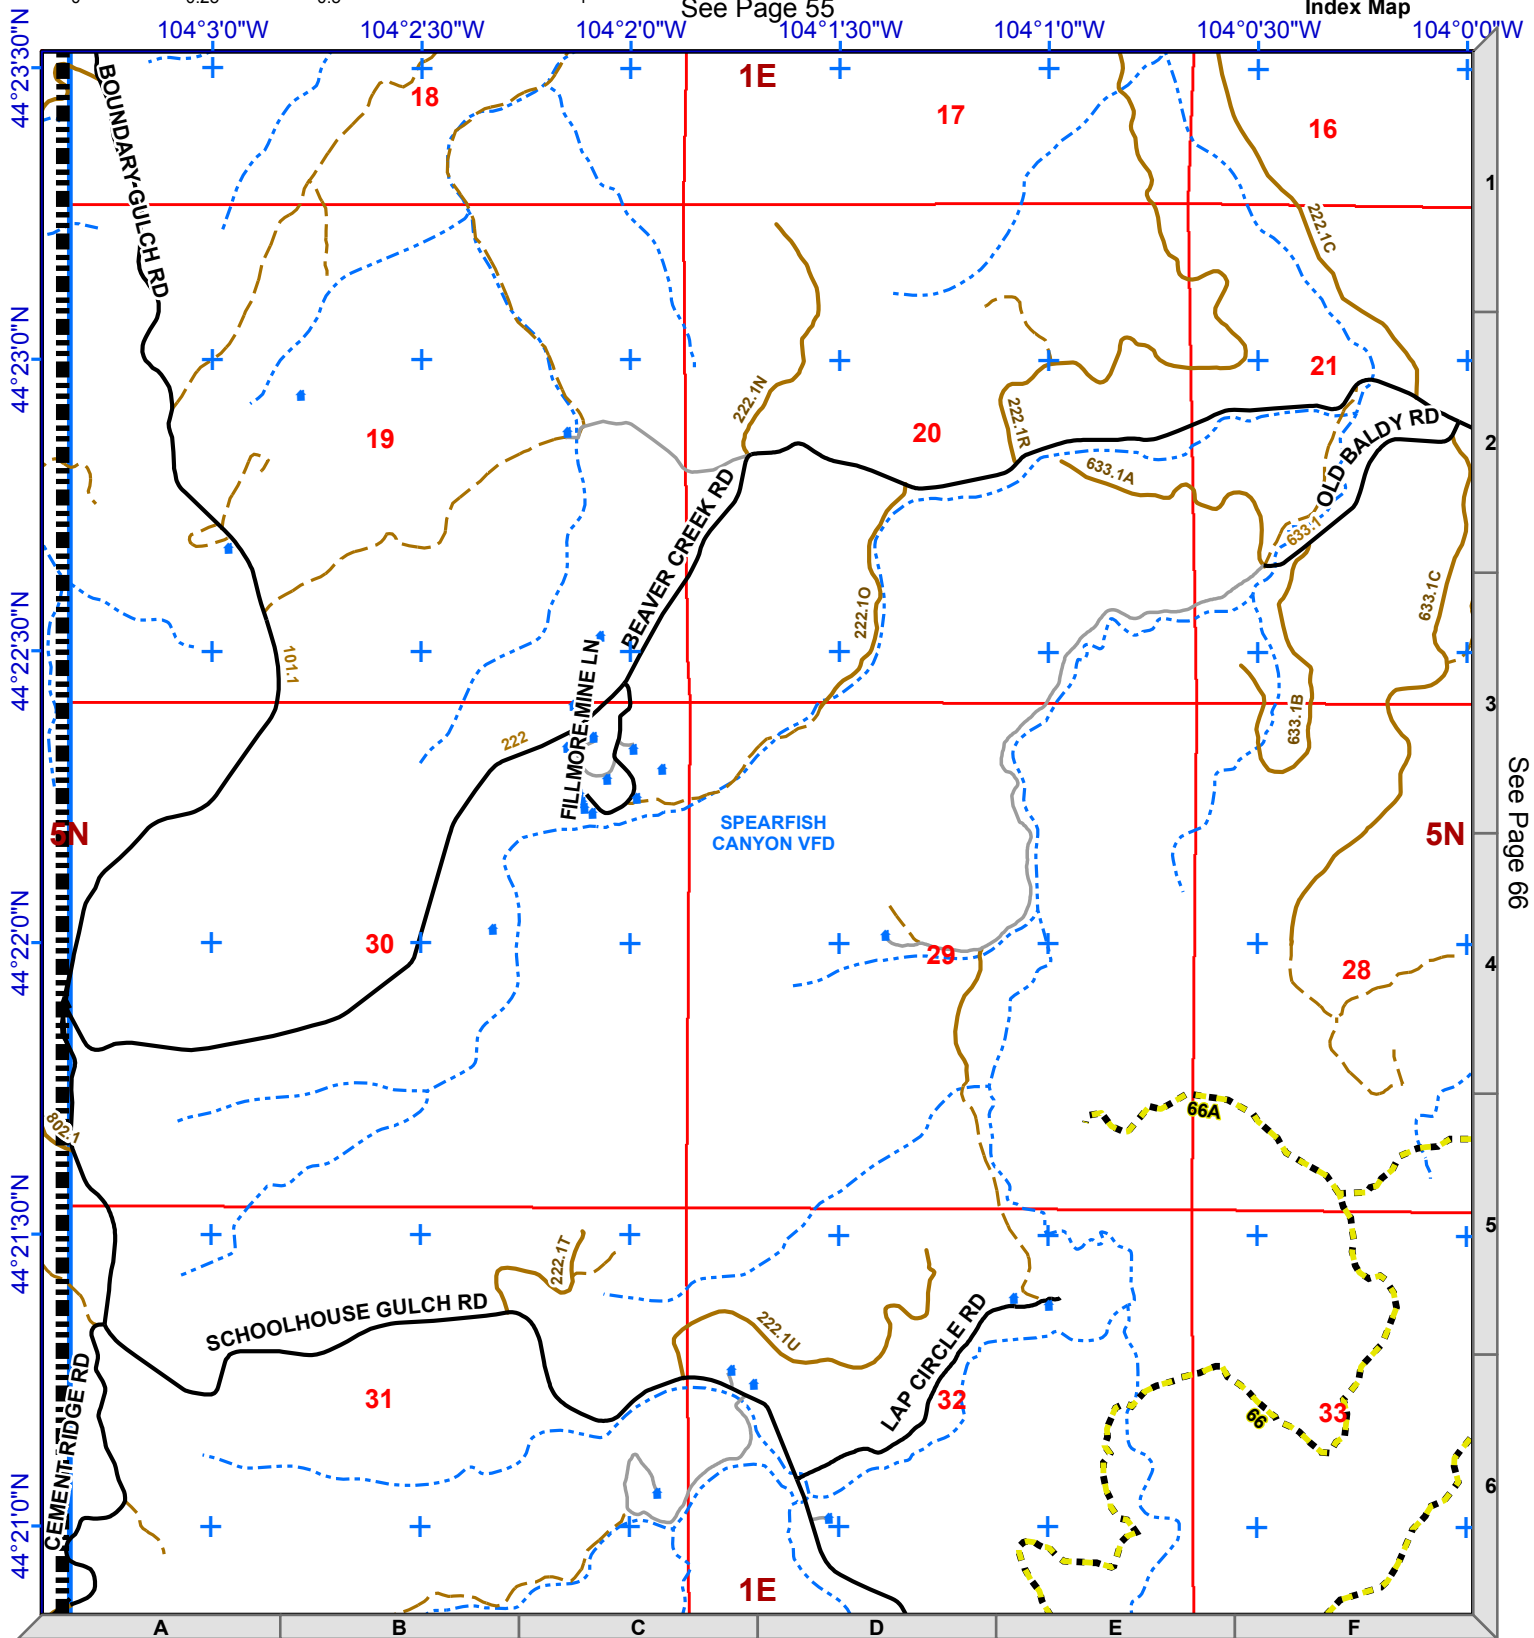 See Page 55
Index Map
104°3'0"W
104°2'30"W
104°2'0"W
104°1'30"W
104°1'0"W
104°0'30"W
104°0'0"W
44°23'30"N
44°23'0"N
44°22'30"N
44°22'0"N
44°21'30"N
44°21'0"N
1E
18
17
16
BOUNDARY-GULCH RD
222.1C
1
21
222.1N
222.1R
19
20
OLD BALDY RD
2
633.1A
633.1
BEAVER CREEK RD
222.1O
633.1C
101.1
FILLMORE MINE LN
222
633.1B
3
See Page 66
5N
SPEARFISH
CANYON VFD
5N
30
29
28
4
66A
802.1
5
222.1T
SCHOOLHOUSE GULCH RD
222.1U
LAP CIRCLE RD
31
32
66
33
CEMENT RIDGE RD
6
1E
A
B
C
D
E
F